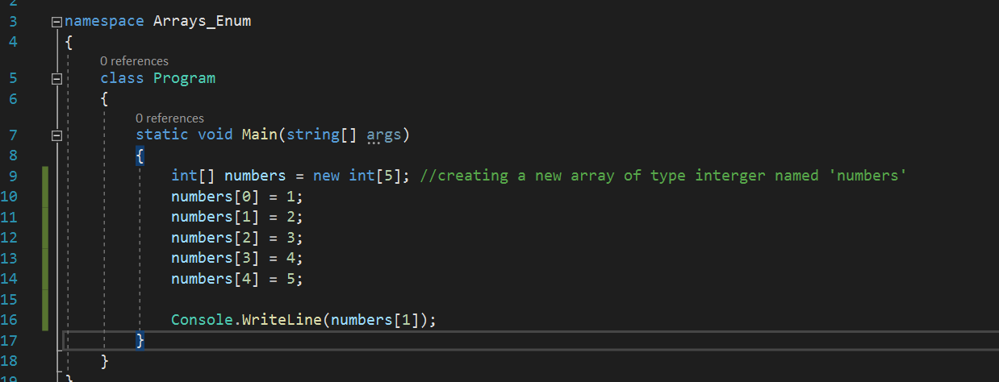 2
3 namespace Arrays_Enum
4 {
0 references
5 class Program
6 {
0 references
7 static void Main(string[] args)
8 {
9 int[] numbers = new int[5]; //creating a new array of type interger named 'numbers'
10 numbers[0] = 1;
11 numbers[1] = 2;
12 numbers[2] = 3;
13 numbers[3] = 4;
14 numbers[4] = 5;
15
16 Console.WriteLine(numbers[1]);
17 }
18 }
19 }